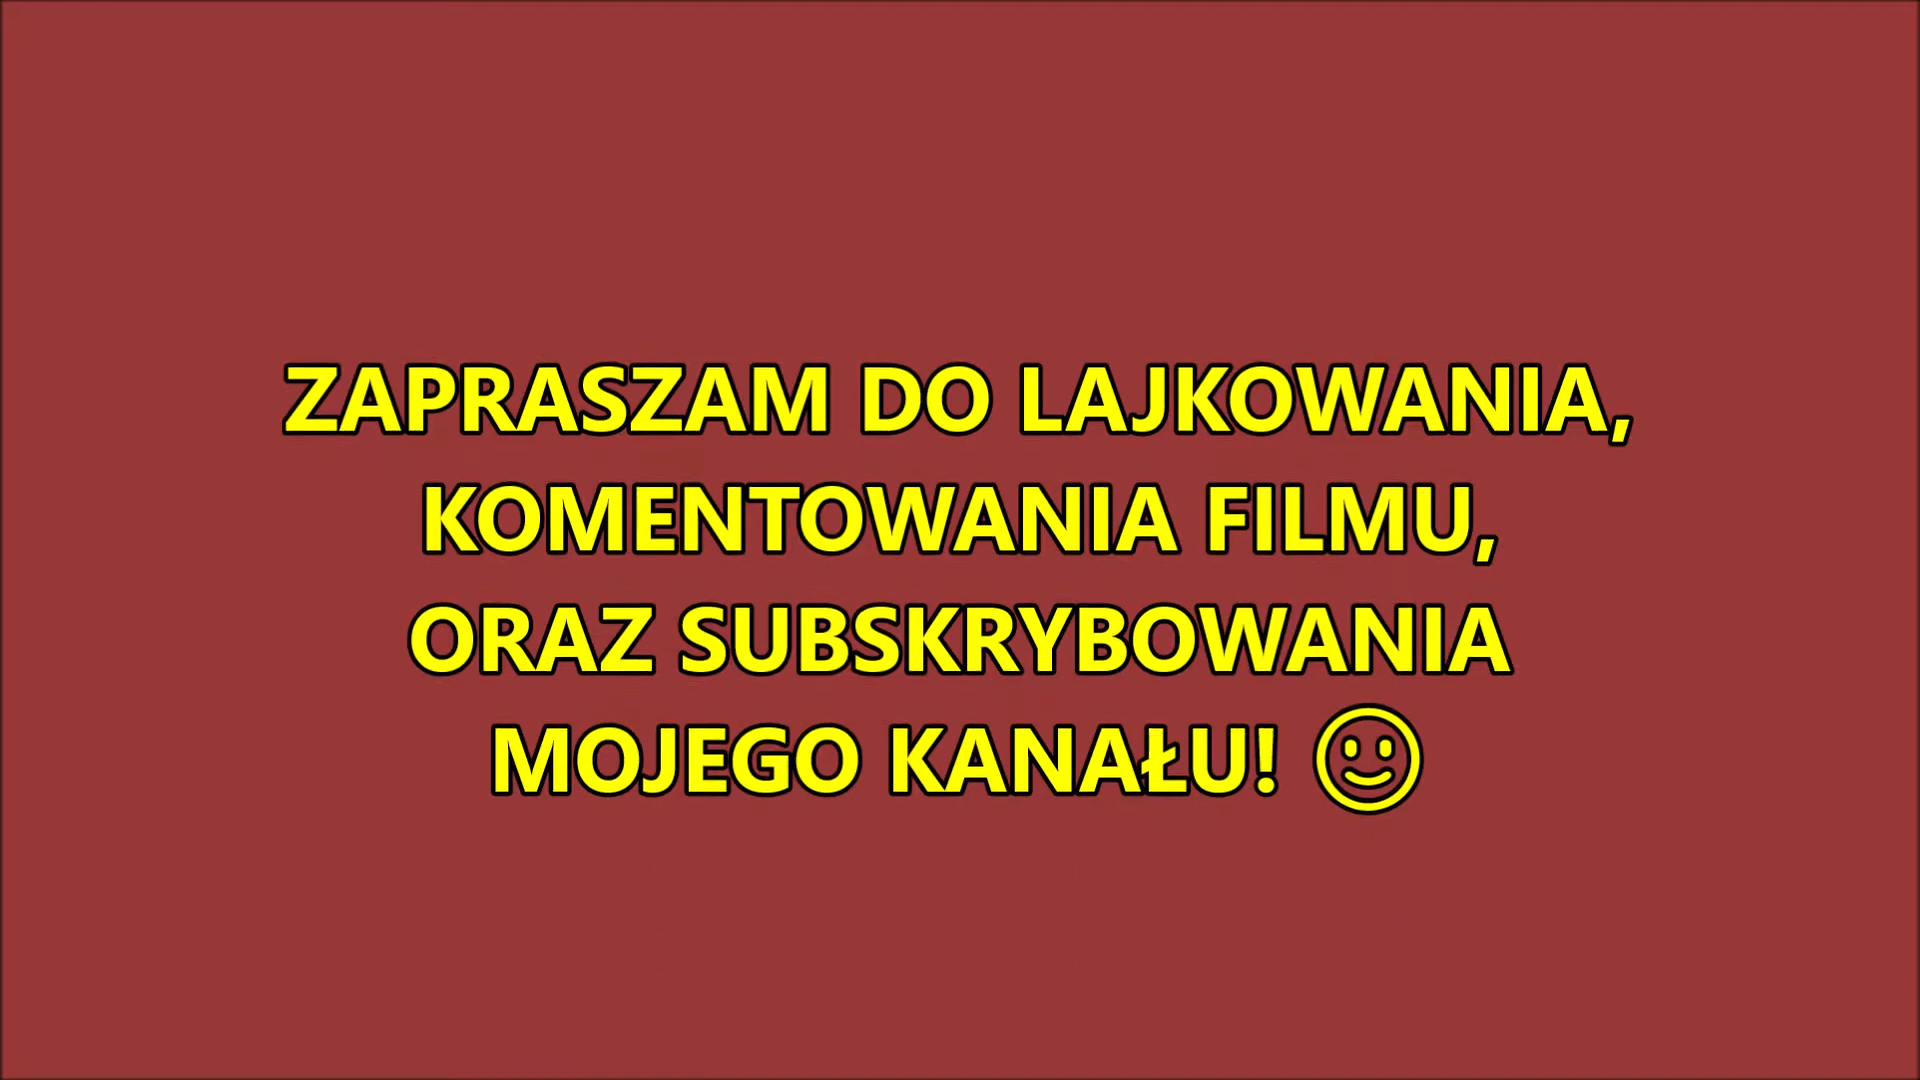 ZAPRASZAM DO LAJKOWANIA,
KOMENTOWANIA FILMU,
ORAZ SUBSKRYBOWANIA
MOJEGO KANAŁU! ☺